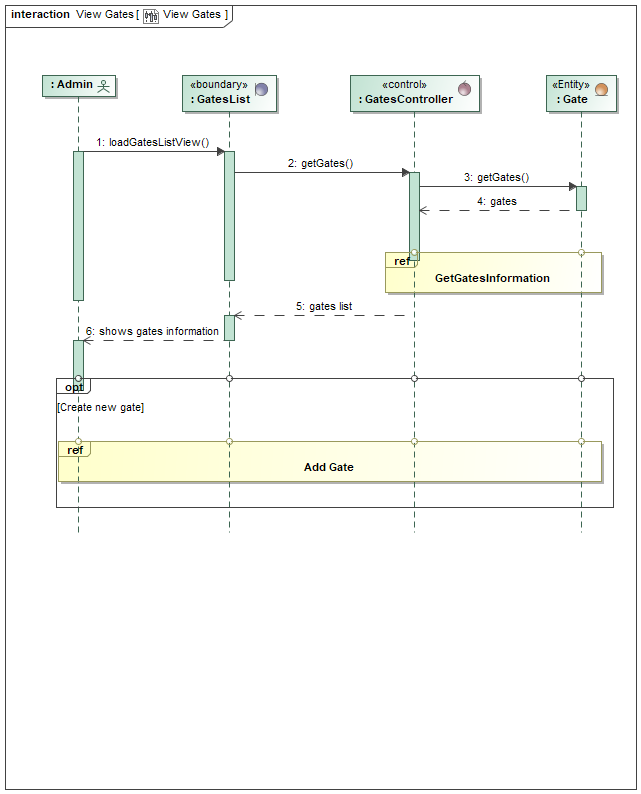 interaction View Gates [ View Gates ]
: Admin
«boundary»
: GatesList
«control»
: GatesController
«Entity»
: Gate
1: loadGatesListView()
2: getGates()
3: getGates()
4: gates
ref
GetGatesInformation
5: gates list
6: shows gates information
opt
[Create new gate]
ref
Add Gate